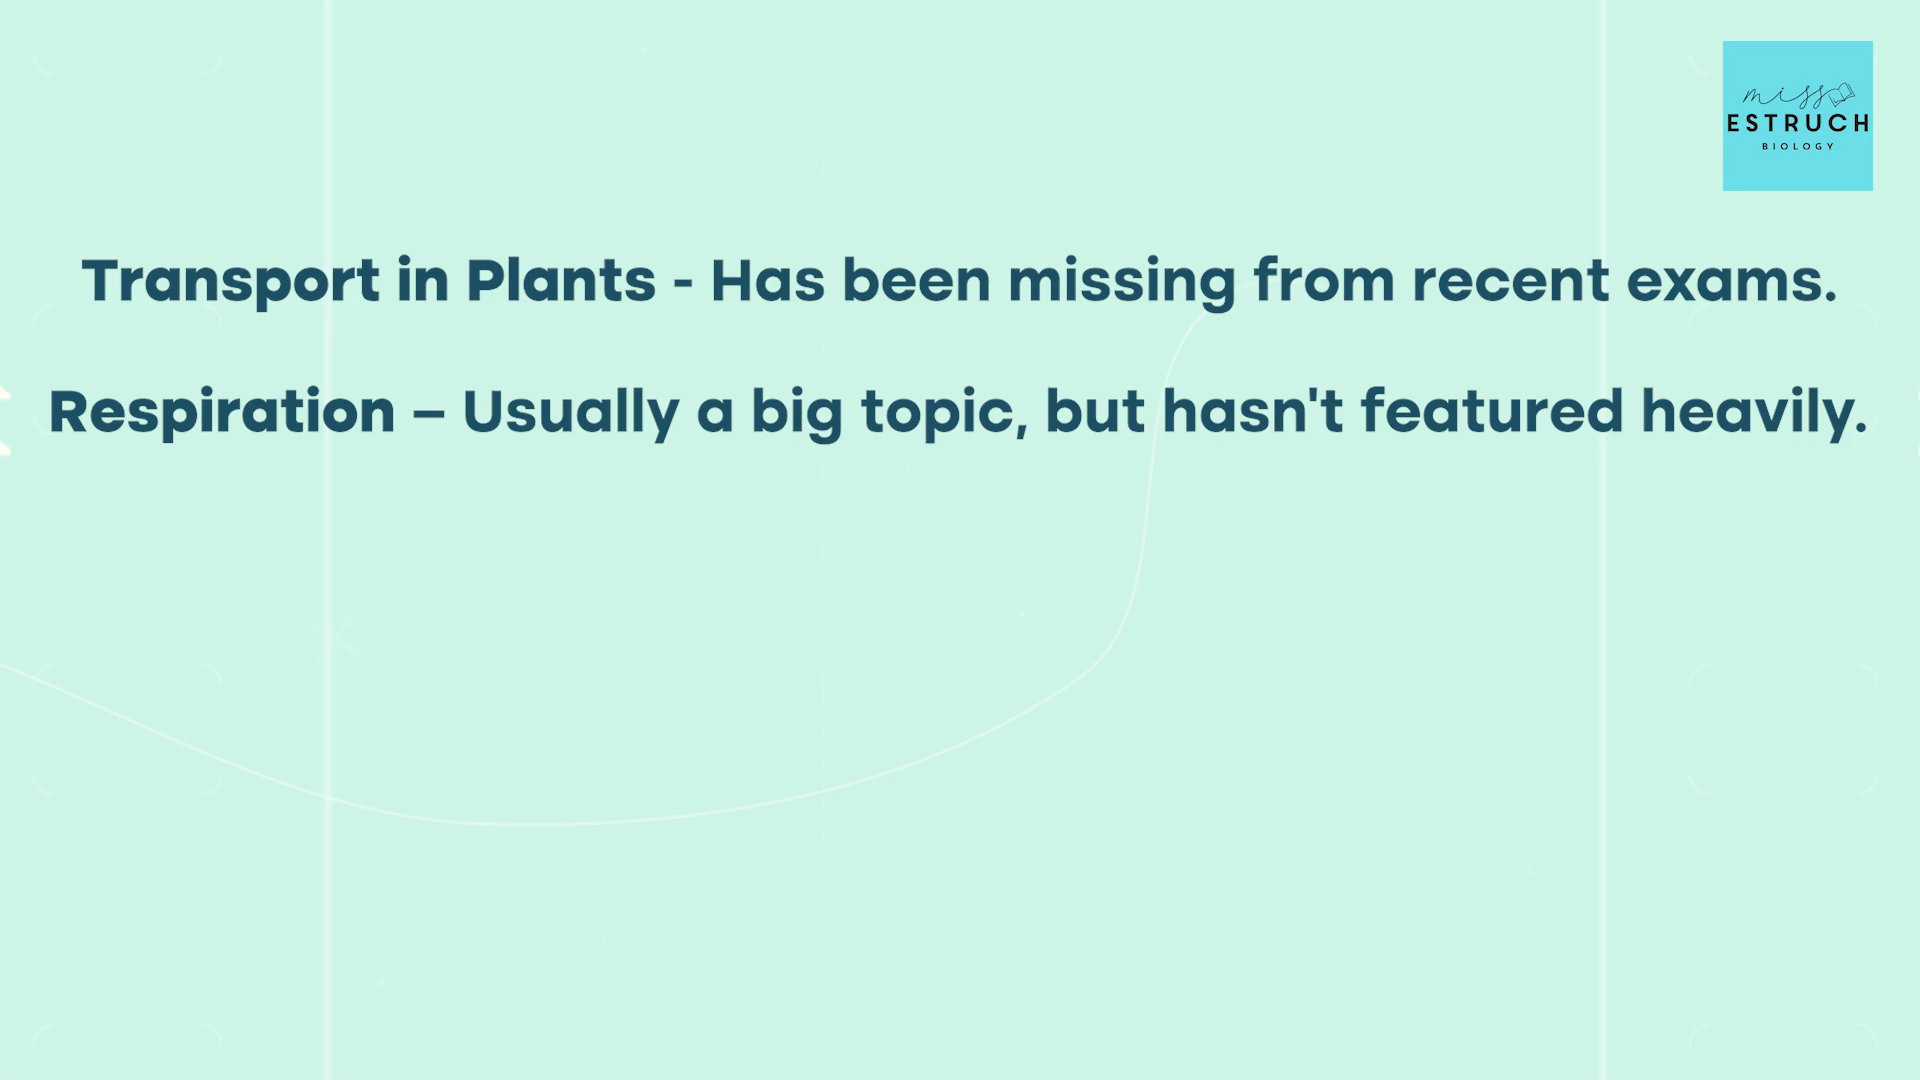 miss
ESTRUCH
BIOLOGY
Transport in Plants - Has been missing from recent exams.
Respiration – Usually a big topic, but hasn't featured heavily.